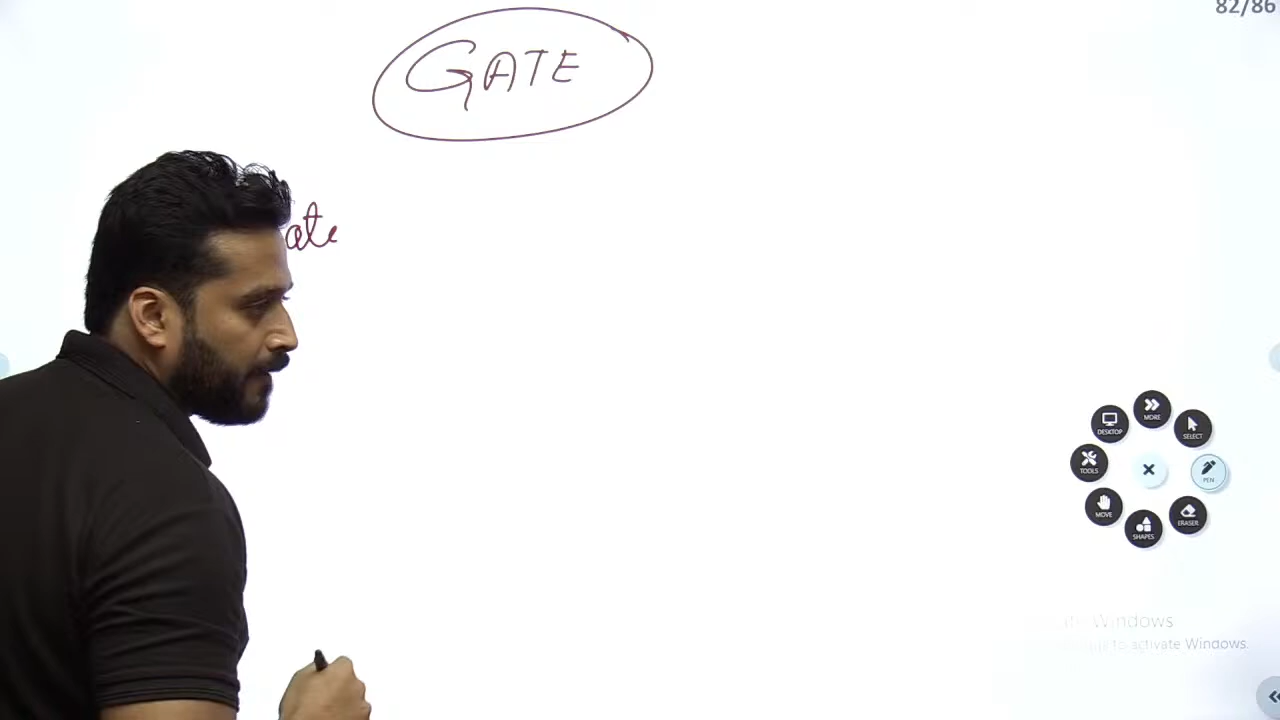 82/86
GATE
ate
MORE
DESKTOP
SELECT
TOOLS
PEN
MOVE
ERASER
SHAPES
Windows
to activate Windows.